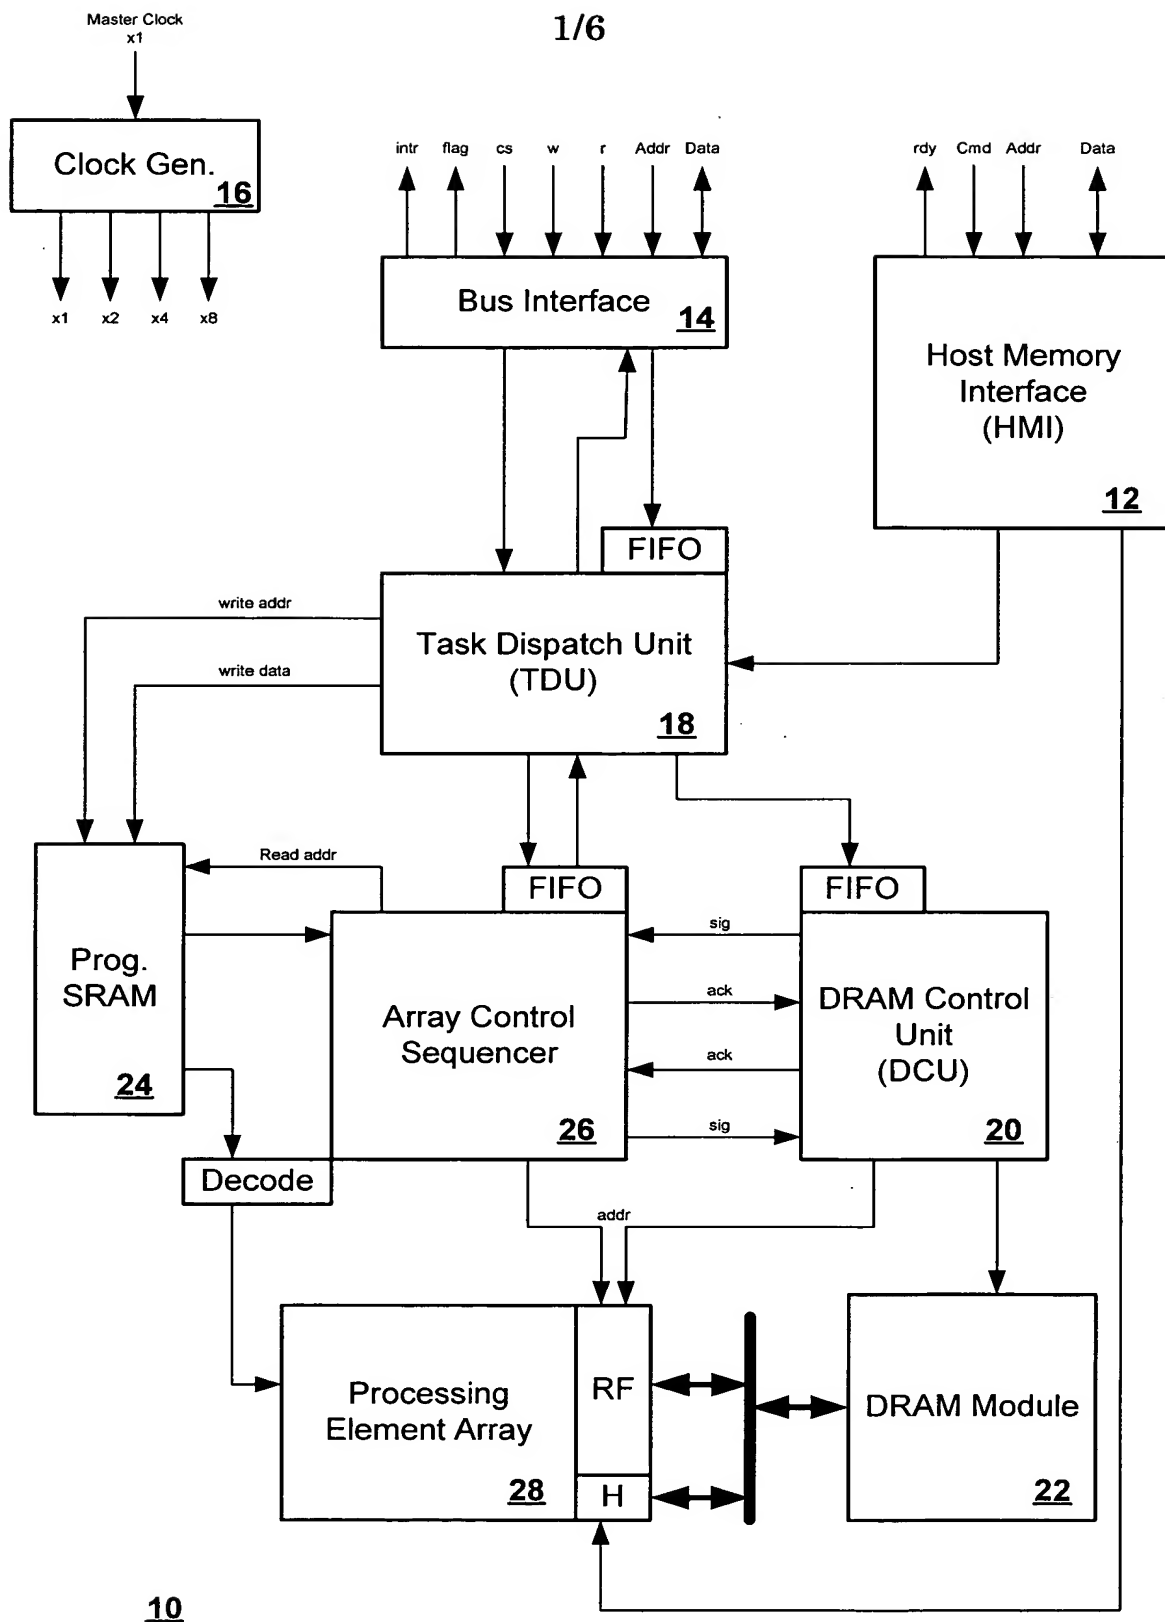 Master Clock
x1
1/6
Clock Gen.
16
x1 x2 x4 x8
intr flag cs w r Addr Data
Bus Interface
14
rdy Cmd Addr Data
Host Memory
Interface
(HMI)
12
FIFO
Task Dispatch Unit
(TDU)
18
write addr
write data
Read addr
FIFO
FIFO
Prog.
SRAM
24
Array Control
Sequencer
26
sig
ack
ack
sig
DRAM Control
Unit
(DCU)
20
Decode
addr
Processing
Element Array
28
RF
H
DRAM Module
22
10